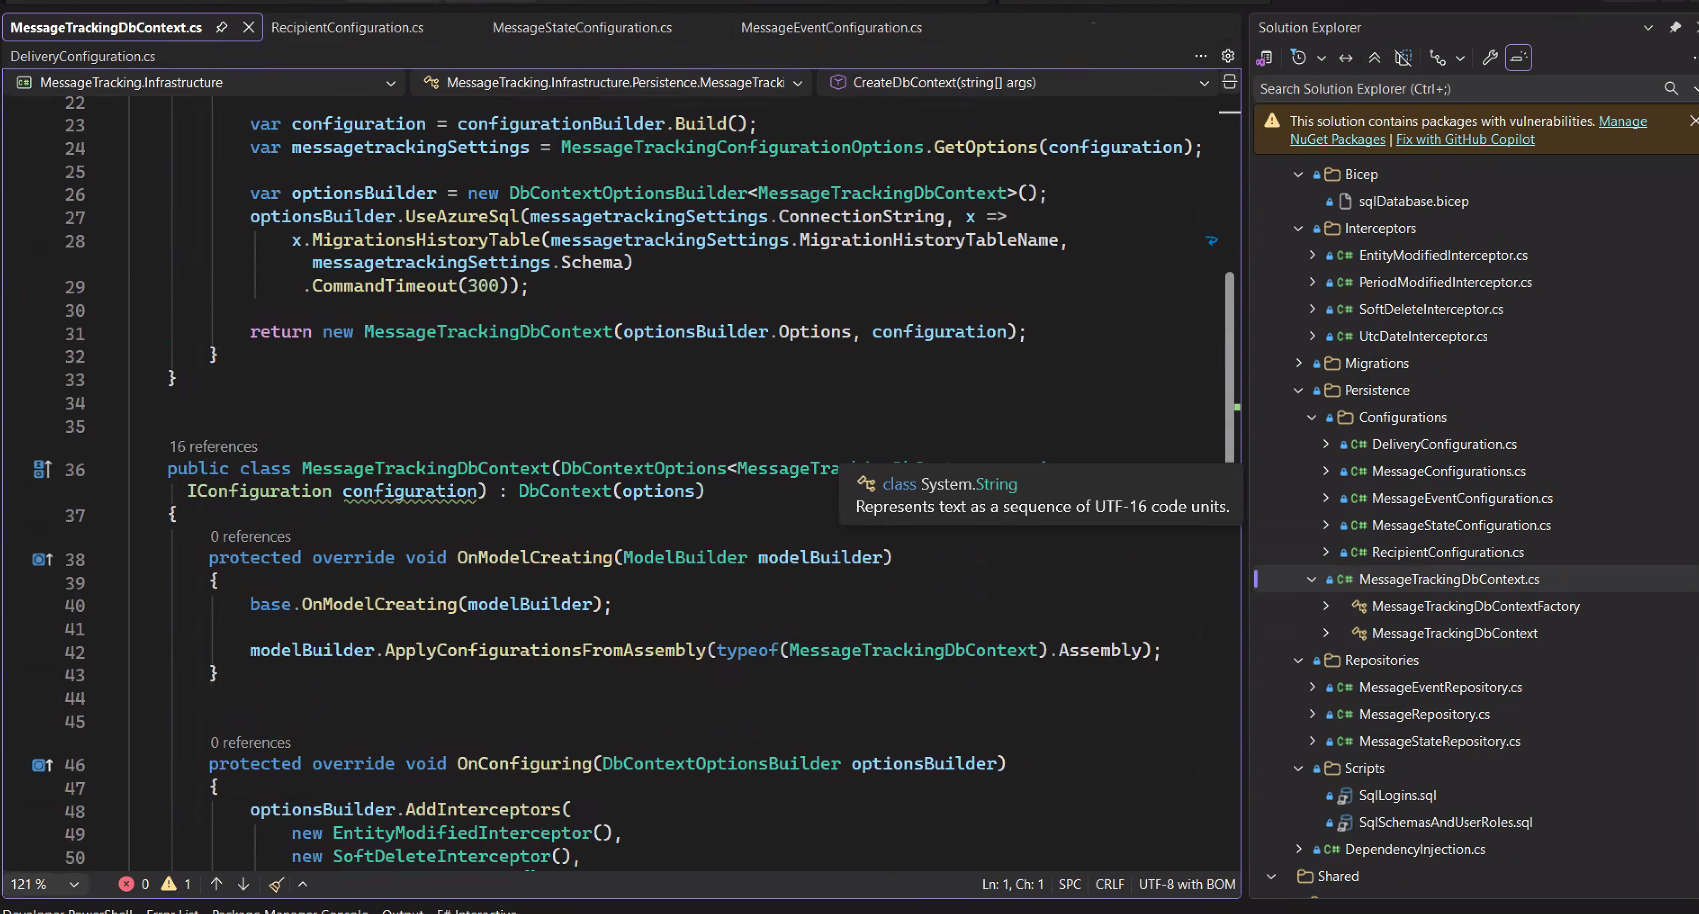 MessageTrackingDbContext.cs
RecipientConfiguration.cs
MessageStateConfiguration.cs
MessageEventConfiguration.cs
DeliveryConfiguration.cs
MessageTracking.Infrastructure
MessageTracking.Infrastructure.Persistence.MessageTracki
CreateDbContext(string[] args)
22
23 var configuration = configurationBuilder.Build();
24 var messagetrackingSettings = MessageTrackingConfigurationOptions.GetOptions(configuration);
25
26 var optionsBuilder = new DbContextOptionsBuilder<MessageTrackingDbContext>();
27 optionsBuilder.UseAzureSql(messagetrackingSettings.ConnectionString, x =>
28 x.MigrationsHistoryTable(messagetrackingSettings.MigrationHistoryTableName,
messagetrackingSettings.Schema)
29 .CommandTimeout(300));
30
31 return new MessageTrackingDbContext(optionsBuilder.Options, configuration);
32 }
33 }
34
35
16 references
36 public class MessageTrackingDbContext(DbContextOptions<MessageTra
IConfiguration configuration) : DbContext(options)
class System.String
Represents text as a sequence of UTF-16 code units.
37 {
0 references
38 protected override void OnModelCreating(ModelBuilder modelBuilder)
39 {
40 base.OnModelCreating(modelBuilder);
41
42 modelBuilder.ApplyConfigurationsFromAssembly(typeof(MessageTrackingDbContext).Assembly);
43 }
44
45
0 references
46 protected override void OnConfiguring(DbContextOptionsBuilder optionsBuilder)
47 {
48 optionsBuilder.AddInterceptors(
49 new EntityModifiedInterceptor(),
50 new SoftDeleteInterceptor(),
121 %
0
1
Ln: 1, Ch: 1
SPC
CRLF
UTF-8 with BOM
Developer PowerShell
Error List
Package Manager Console
Output
F# Interactive
Solution Explorer
Search Solution Explorer (Ctrl+;)
This solution contains packages with vulnerabilities. Manage
NuGet Packages | Fix with GitHub Copilot
Bicep
sqlDatabase.bicep
Interceptors
C# EntityModifiedInterceptor.cs
C# PeriodModifiedInterceptor.cs
C# SoftDeleteInterceptor.cs
C# UtcDateInterceptor.cs
Migrations
Persistence
Configurations
C# DeliveryConfiguration.cs
C# MessageConfigurations.cs
C# MessageEventConfiguration.cs
C# MessageStateConfiguration.cs
C# RecipientConfiguration.cs
C# MessageTrackingDbContext.cs
MessageTrackingDbContextFactory
MessageTrackingDbContext
Repositories
C# MessageEventRepository.cs
C# MessageRepository.cs
C# MessageStateRepository.cs
Scripts
SqlLogins.sql
SqlSchemasAndUserRoles.sql
C# DependencyInjection.cs
Shared